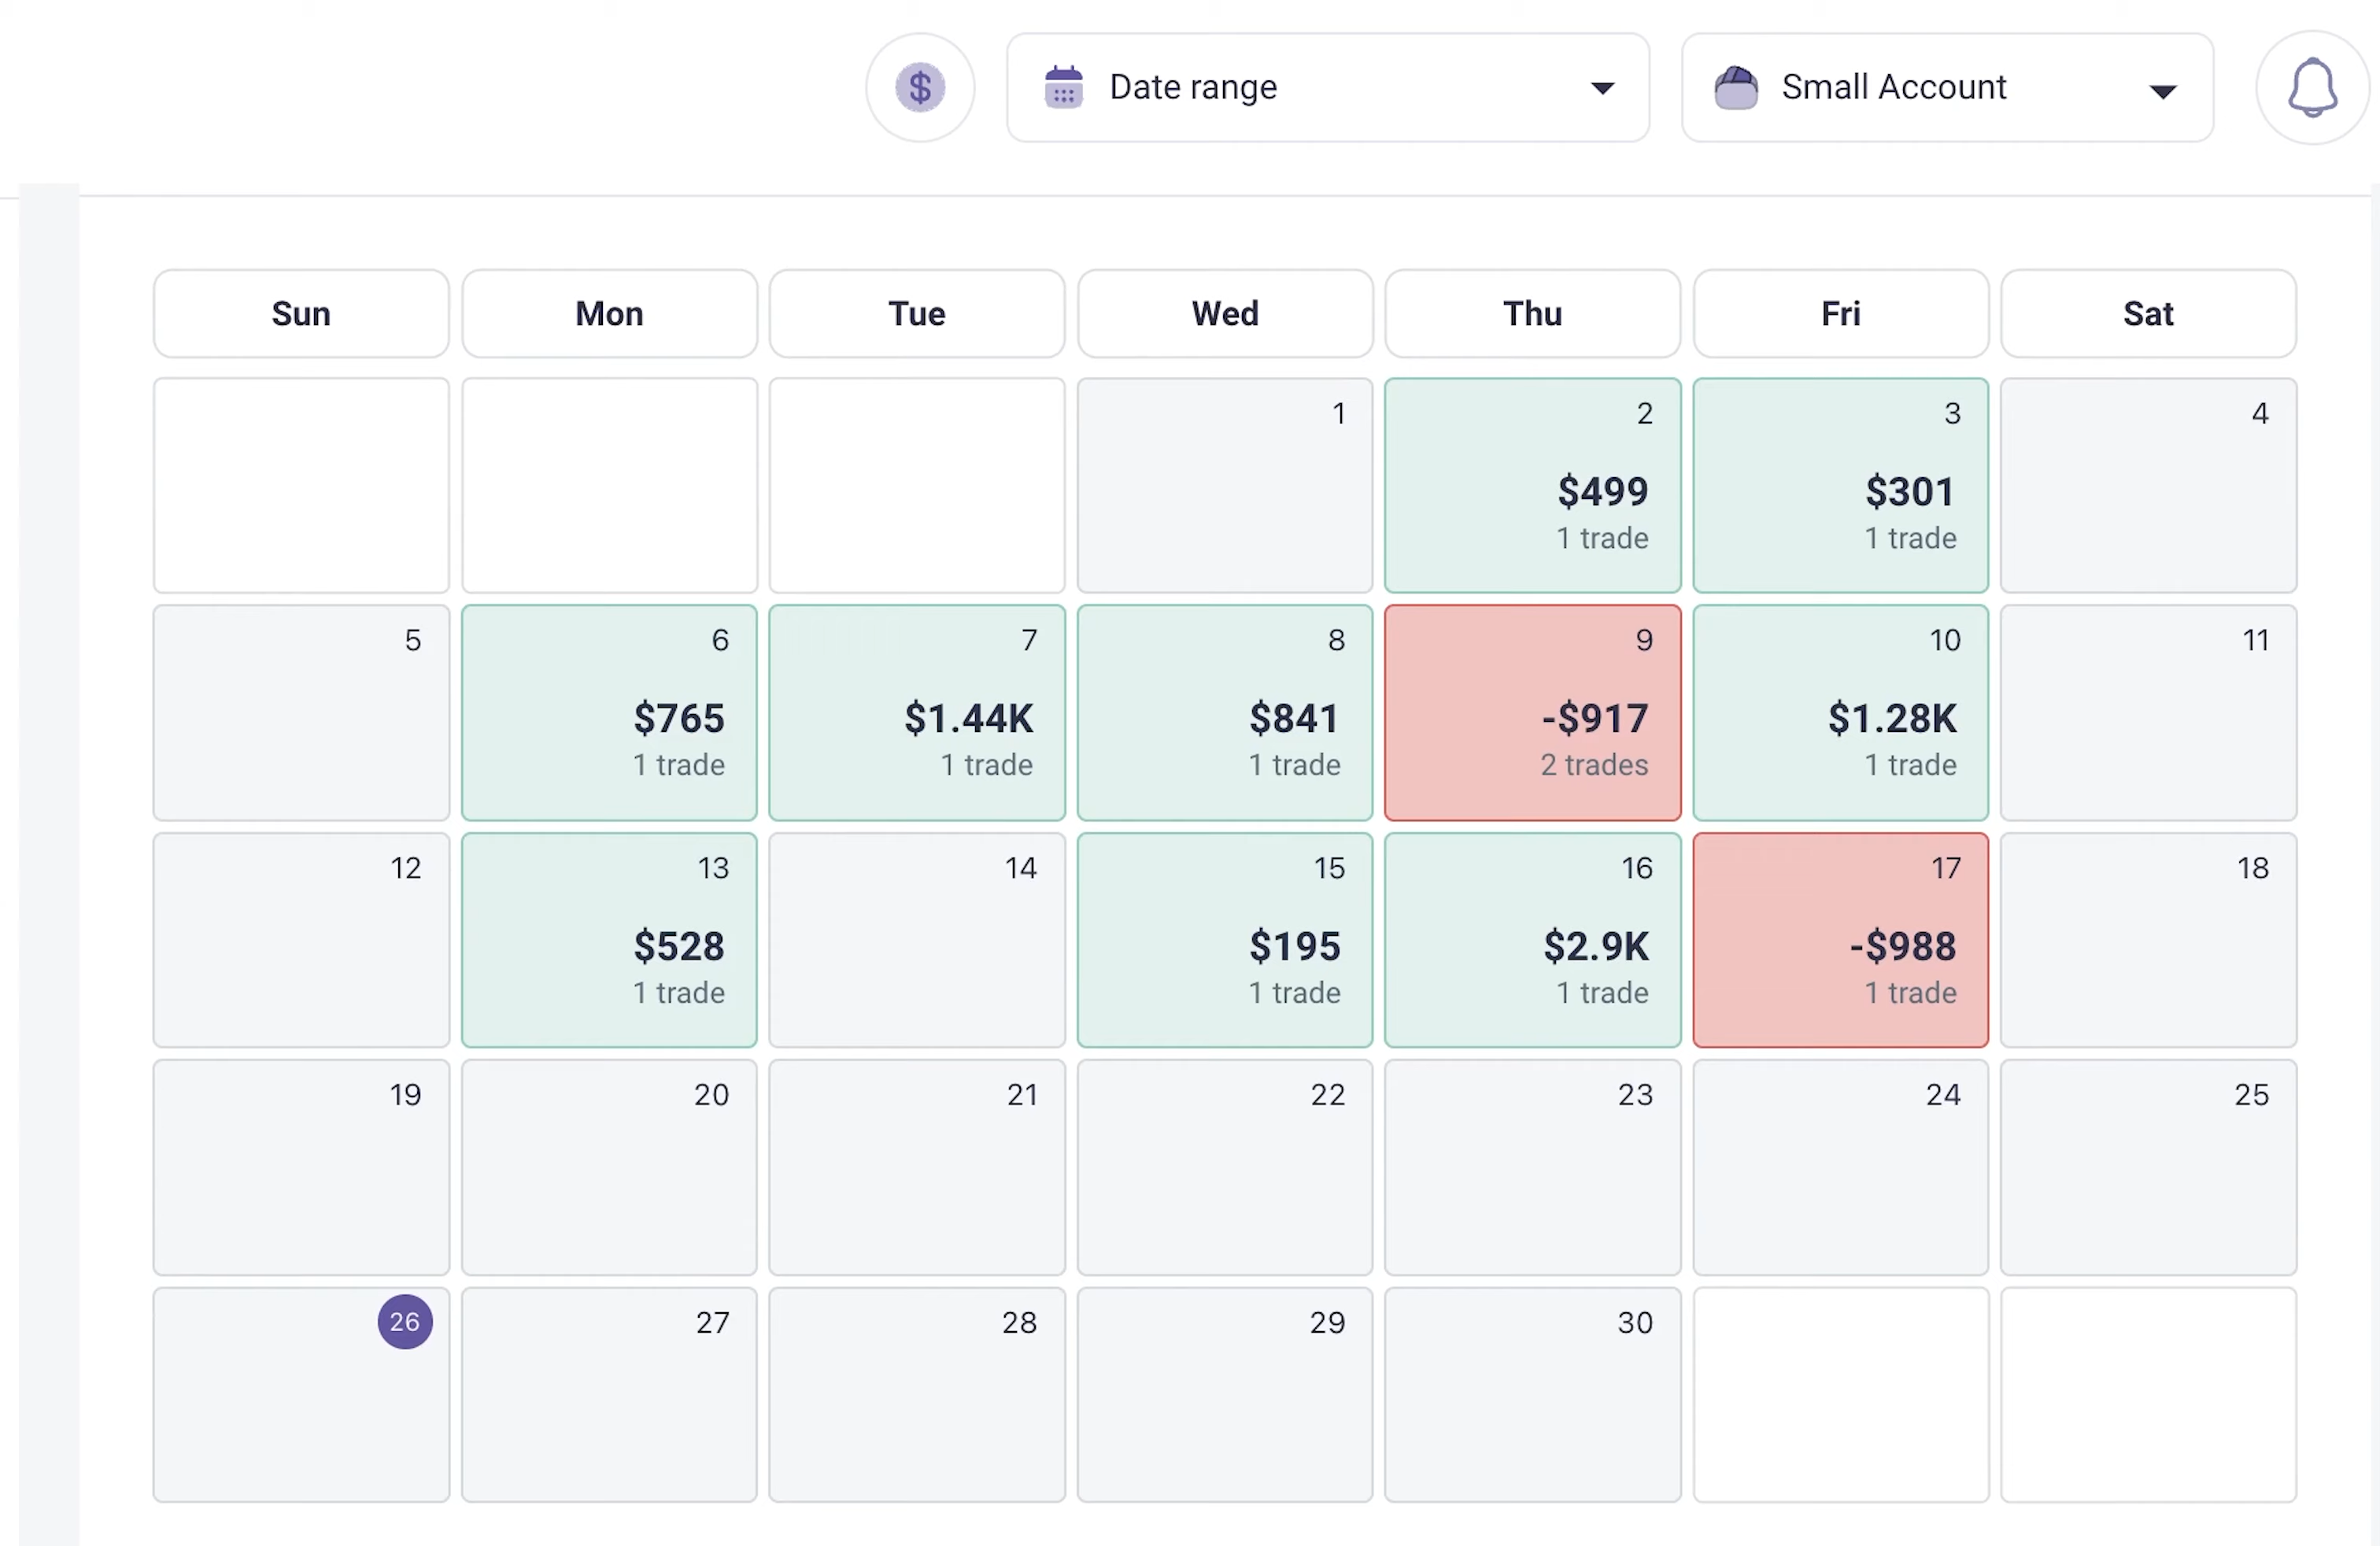 $ Date range Small Account
Sun Mon Tue Wed Thu Fri Sat
1 2 3 4
$499 $301
1 trade 1 trade
5 6 7 8 9 10 11
$765 $1.44K $841 -$917 $1.28K
1 trade 1 trade 1 trade 2 trades 1 trade
12 13 14 15 16 17 18
$528 $195 $2.9K -$988
1 trade 1 trade 1 trade 1 trade
19 20 21 22 23 24 25
26 27 28 29 30